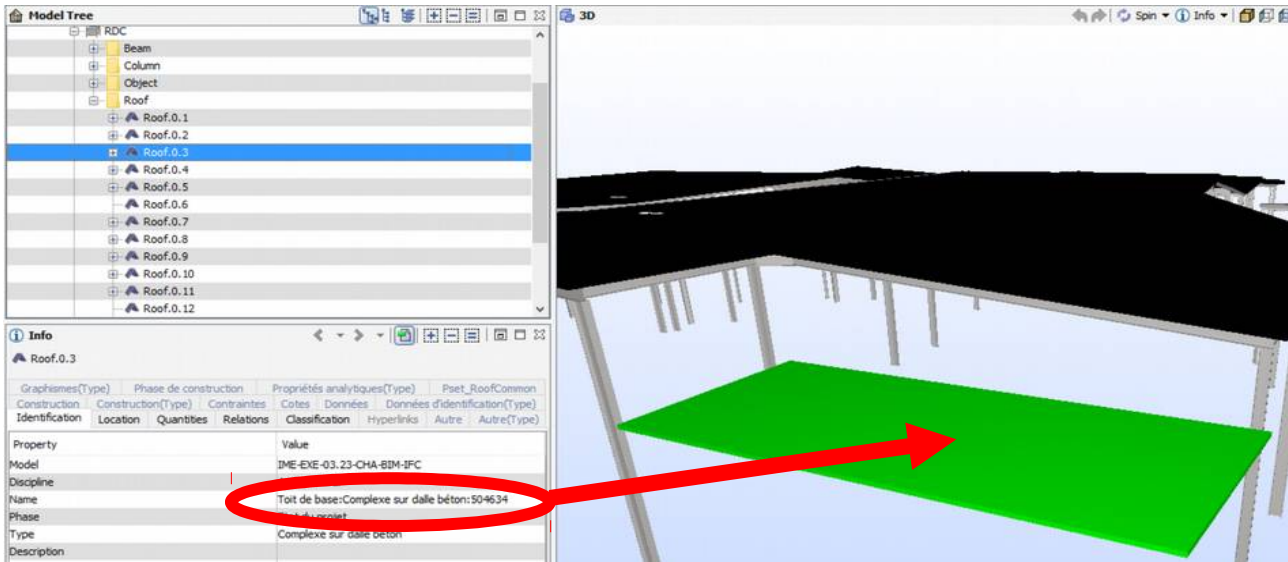 Model Tree
RDC
Beam
Column
Object
Roof
Roof.0.1
Roof.0.2
Roof.0.3
Roof.0.4
Roof.0.5
Roof.0.6
Roof.0.7
Roof.0.8
Roof.0.9
Roof.0.10
Roof.0.11
Roof.0.12
Info
Roof.0.3
Graphismes(Type) Phase de construction Propriétés analytiques(Type) Pset_RoofCommon
Construction Construction(Type) Contraintes Cotes Données Données d'identification(Type)
Identification Location Quantities Relations Classification Hyperlinks Autre Autre(Type)
Property Value
Model IME-EXE-03.23-CHA-BIM-IFC
Discipline
Name Toit de base:Complexe sur dalle béton:504634
Phase du projet
Type Complexe sur dalle béton
Description
3D Spin Info